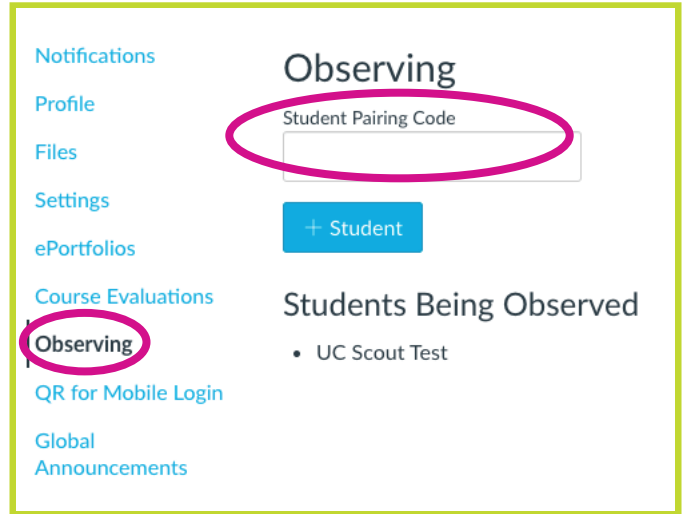 Notifications
Profile
Files
Settings
ePortfolios
Course Evaluations
Observing
QR for Mobile Login
Global
Announcements
Observing
Student Pairing Code
+ Student
Students Being Observed
• UC Scout Test